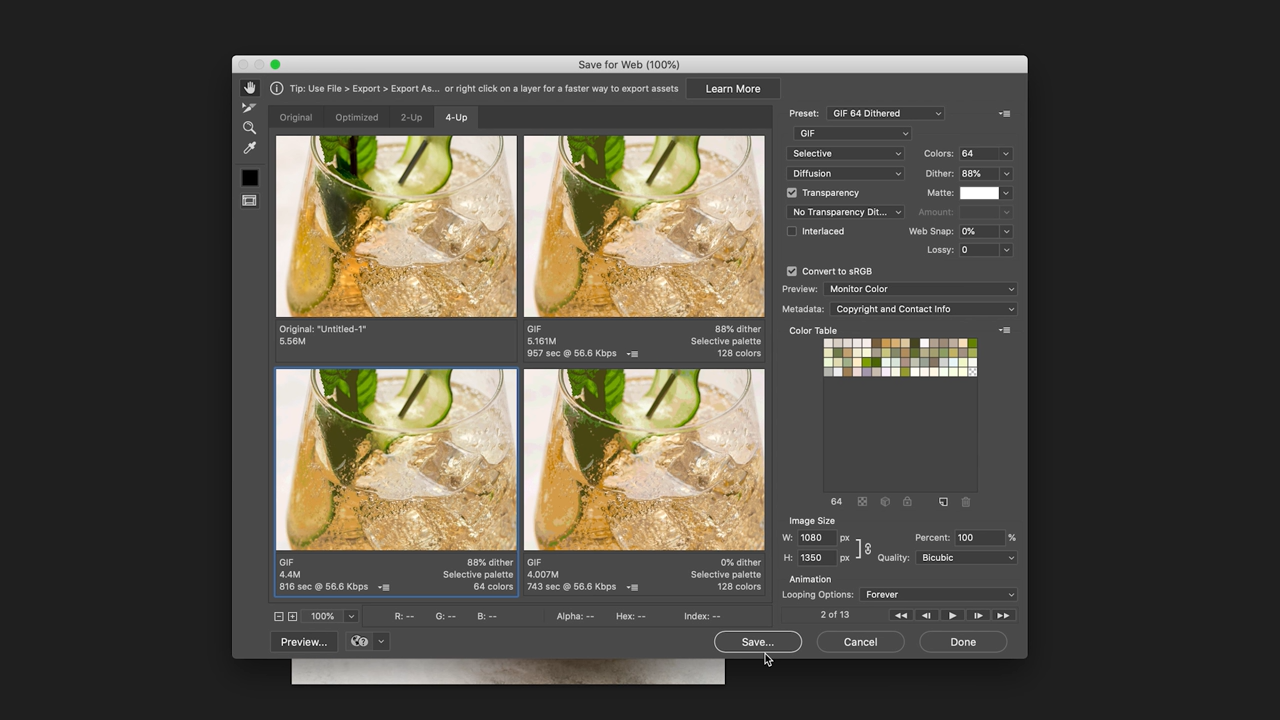 Save for Web (100%)
Tip: Use File > Export > Export As... or right click on a layer for a faster way to export assets
Learn More
Original
Optimized
2-Up
4-Up
Original: "Untitled-1"
5.56M
GIF
88% dither
5.161M
Selective palette
957 sec @ 56.6 Kbps
128 colors
GIF
88% dither
4.4M
Selective palette
816 sec @ 56.6 Kbps
64 colors
GIF
0% dither
4.007M
Selective palette
743 sec @ 56.6 Kbps
128 colors
100%
R: --
G: --
B: --
Alpha: --
Hex: --
Index: --
Preview...
Preset: GIF 64 Dithered
GIF
Selective
Colors: 64
Diffusion
Dither: 88%
Transparency
Matte:
No Transparency Dit...
Amount:
Interlaced
Web Snap: 0%
Lossy: 0
Convert to sRGB
Preview: Monitor Color
Metadata: Copyright and Contact Info
Color Table
64
Image Size
W: 1080 px
Percent: 100 %
H: 1350 px
Quality: Bicubic
Animation
Looping Options: Forever
2 of 13
Save...
Cancel
Done